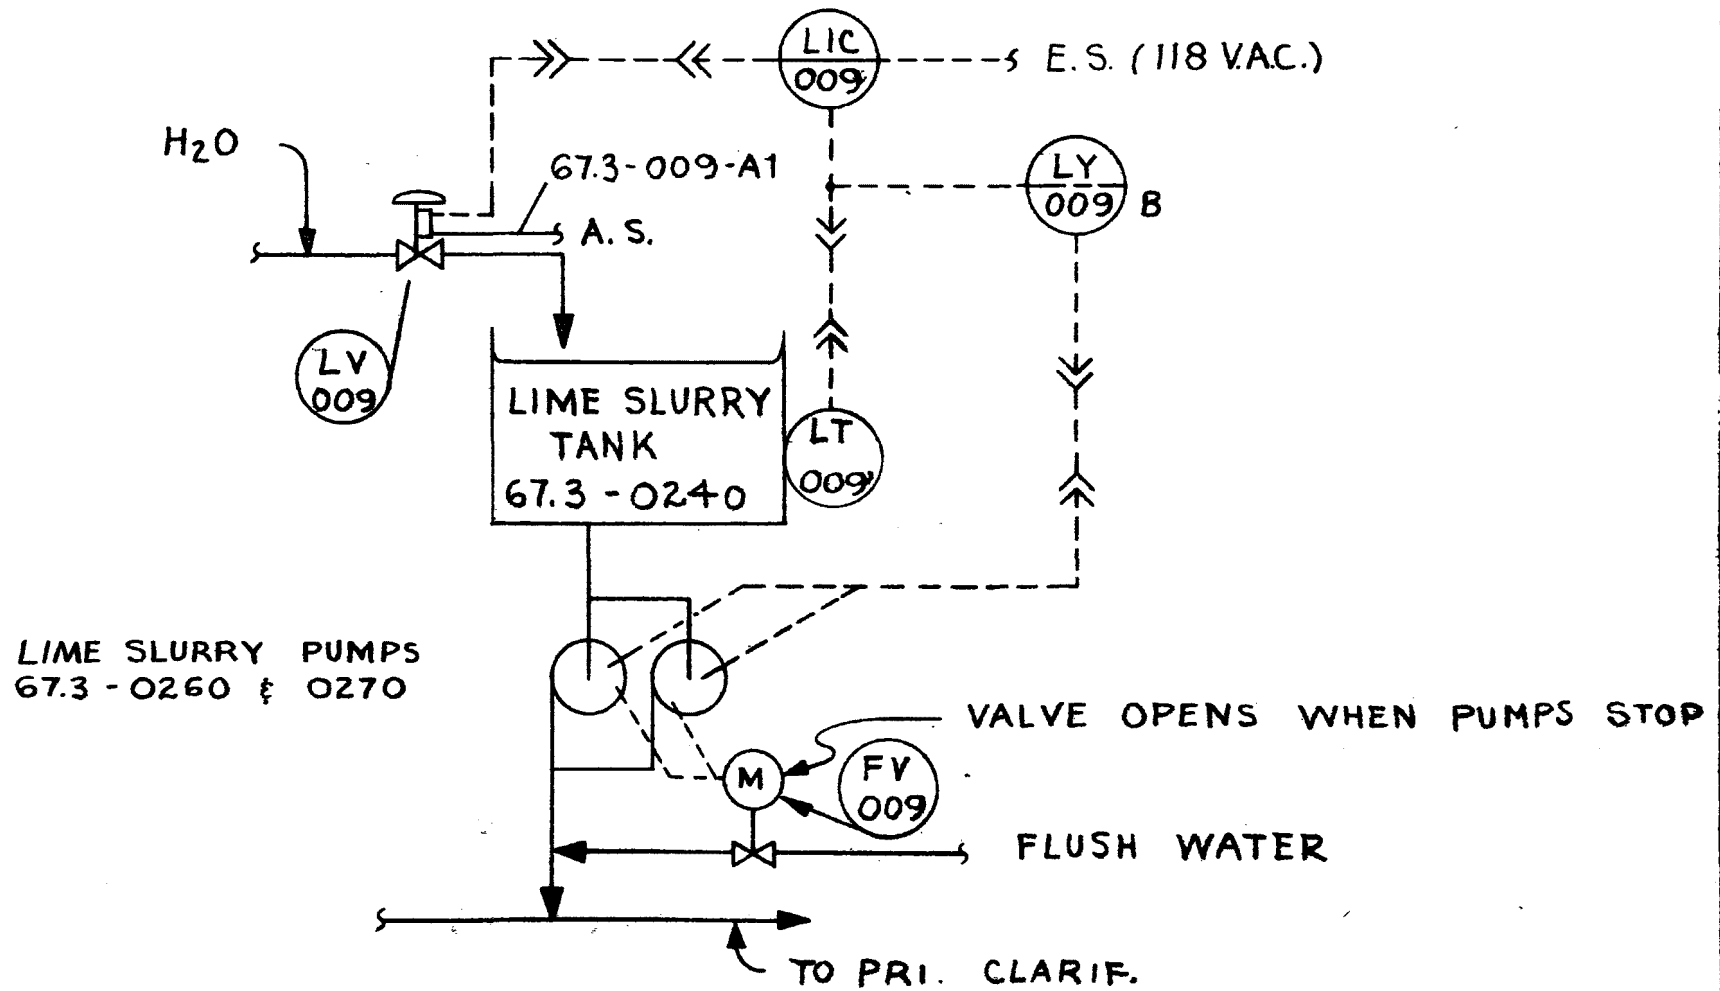 LIC
009
E.S. (118 V.A.C.)
H2O
67.3-009-A1
LY
009
B
A.S.
LV
009
LIME SLURRY
TANK
67.3-0240
LT
009
LIME SLURRY PUMPS
67.3-0260 & 0270
VALVE OPENS WHEN PUMPS STOP
M
FV
009
FLUSH WATER
TO PRI. CLARIF.